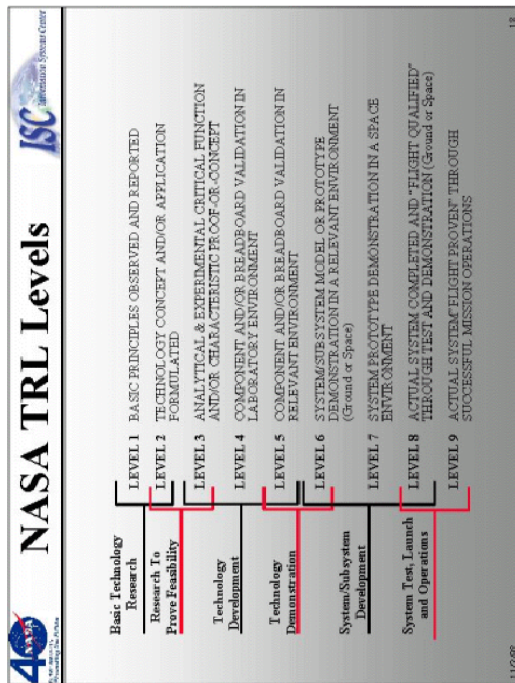 NASA TRL Levels
ISC
Information Systems Center
Basic Technology
Research
Research To
Prove Feasibility
Technology
Development
Technology
Demonstration
System/Subsystem
Development
System Test, Launch
and Operations
LEVEL 1 BASIC PRINCIPLES OBSERVED AND REPORTED
LEVEL 2 TECHNOLOGY CONCEPT AND/OR APPLICATION
FORMULATED
LEVEL 3 ANALYTICAL & EXPERIMENTAL CRITICAL FUNCTION
AND/OR CHARACTERISTIC PROOF-OR-CONCEPT
LEVEL 4 COMPONENT AND/OR BREADBOARD VALIDATION IN
LABORATORY ENVIRONMENT
LEVEL 5 COMPONENT AND/OR BREADBOARD VALIDATION IN
RELEVANT ENVIRONMENT
LEVEL 6 SYSTEM/SUBSYSTEM MODEL OR PROTOTYPE
DEMONSTRATION IN A RELEVANT ENVIRONMENT
(Ground or Space)
LEVEL 7 SYSTEM PROTOTYPE DEMONSTRATION IN A SPACE
ENVIRONMENT
LEVEL 8 ACTUAL SYSTEM COMPLETED AND "FLIGHT QUALIFIED"
THROUGH TEST AND DEMONSTRATION (Ground or Space)
LEVEL 9 ACTUAL SYSTEM "FLIGHT PROVEN" THROUGH
SUCCESSFUL MISSION OPERATIONS